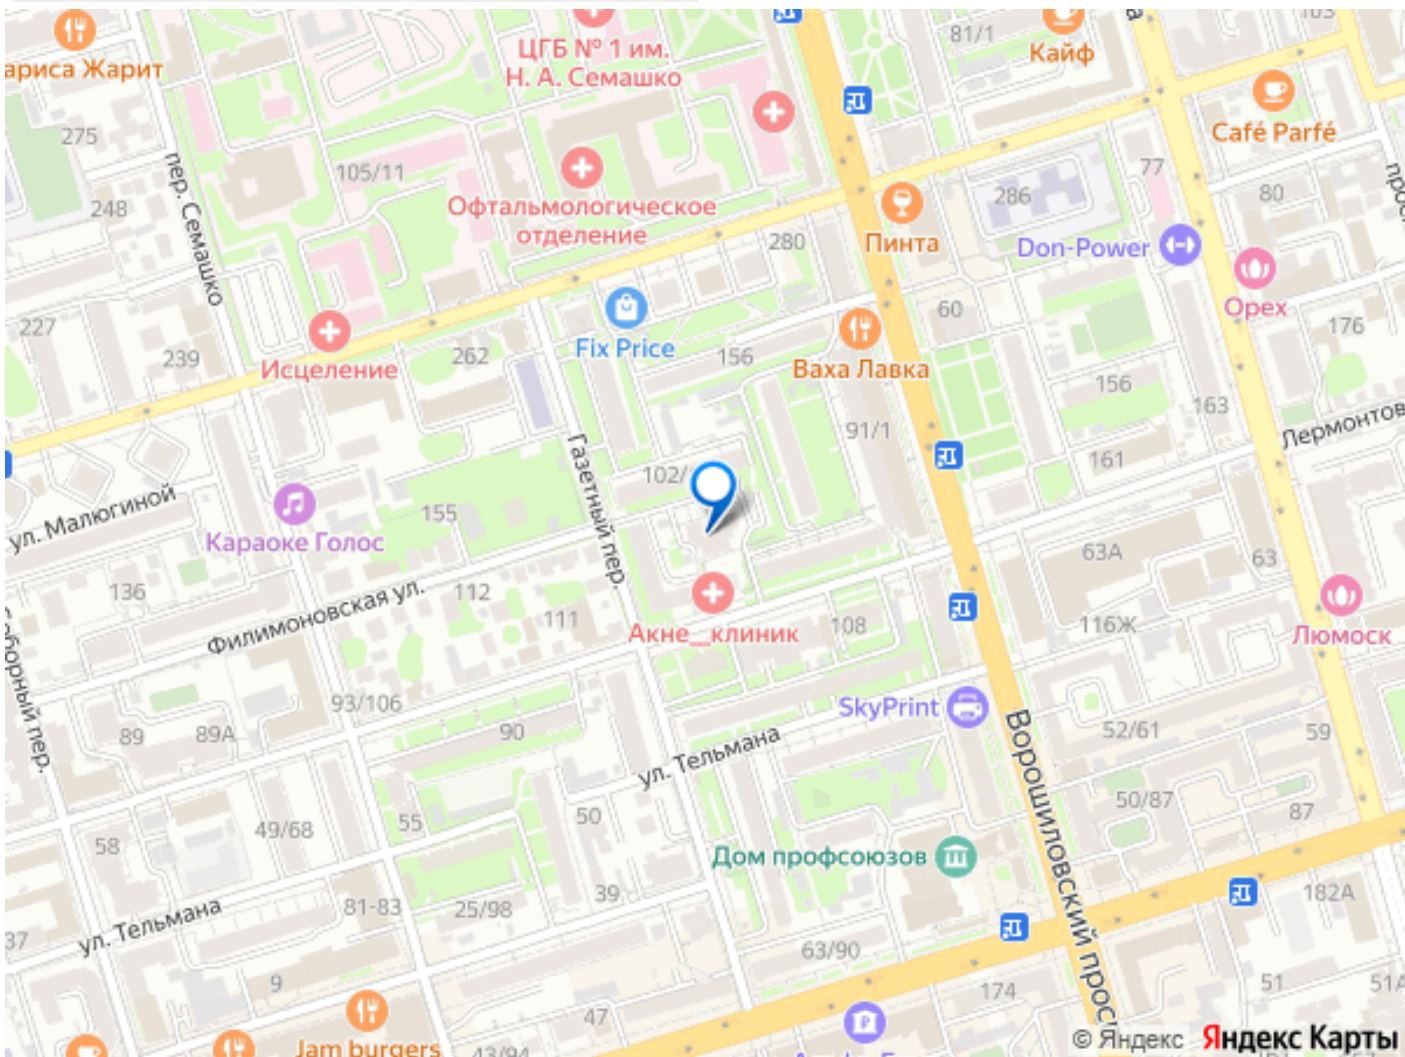 ЦГБ № 1 им.
Н. А. Семашко
81/1
Кайф
103
Жарит
275
Café Parfé
105/11
77
пер. Семашко
248
Офтальмологическое
отделение
286
80
280
Пинта
Don-Power
60
Орех
227
239
Исцеление
262
Fix Price
156
Ваха Лавка
176
156
163
91/1
Газетный пер.
102/
161
ул. Малюгиной
155
Караоке Голос
63А
63
136
Филимоновская ул.
112
111
Акне__клиник
108
116Ж
Люмоск
93/106
SkyPrint
89
89А
90
ул. Тельмана
Ворошиловский
52/61
59
50/87
87
58
49/68
55
50
Дом профсоюзов
39
182А
81-83
25/98
37
ул. Тельмана
63/90
9
174
51
47
Jam burgers
43/94
© Яндекс Яндекс Карты